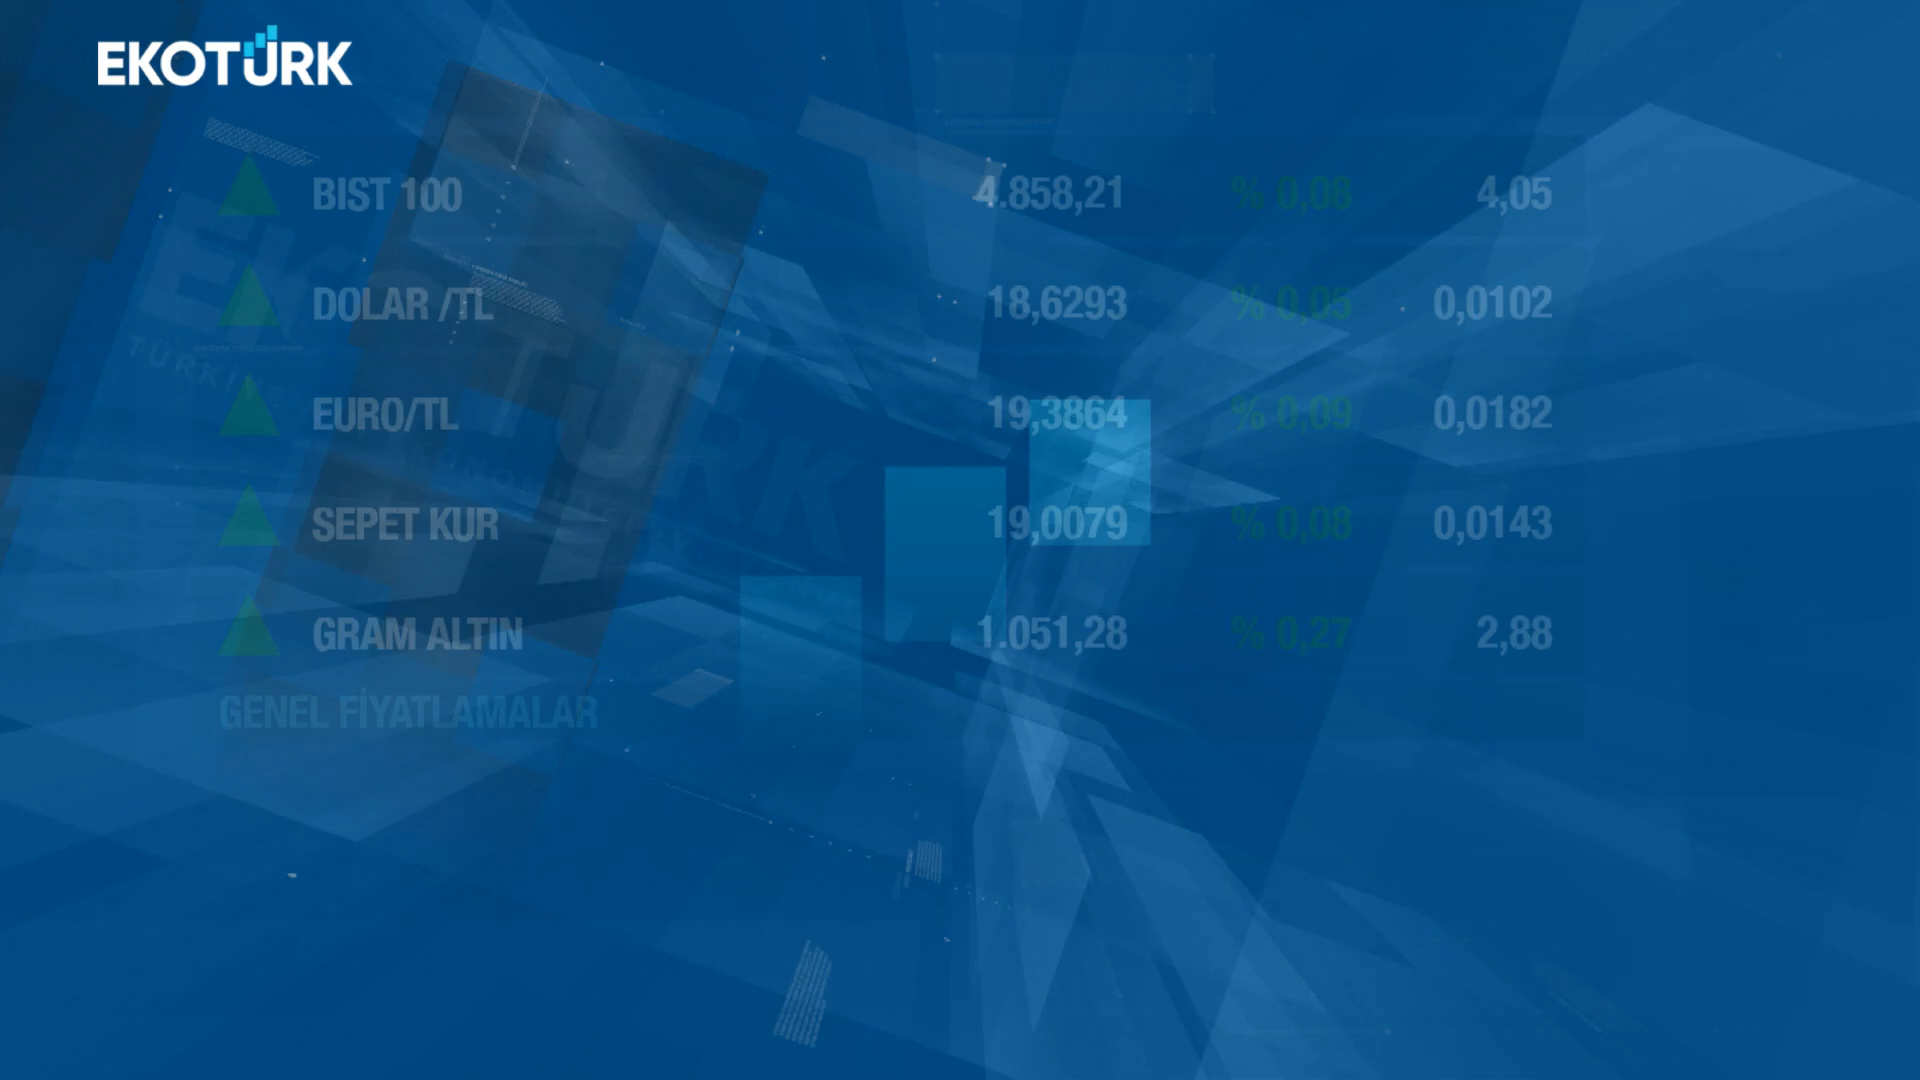 EKOTÜRK
BIST 100 4.858,21 % 0,08 4,05
DOLAR /TL 18,6293 % 0,05 0,0102
EURO/TL 19,3864 % 0,09 0,0182
SEPET KUR 19,0079 % 0,08 0,0143
GRAM ALTIN 1.051,28 % 0,27 2,88
GENEL FİYATLAMALAR
EKOTÜRK